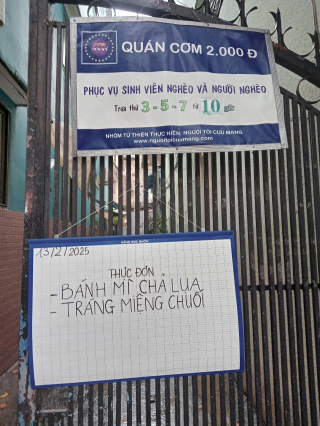 QUÁN CƠM 2.000 Đ
PHỤC VỤ SINH VIÊN NGHÈO VÀ NGƯỜI NGHÈO
Trưa thứ 3 - 5 - 7 Từ 10 giờ
NHÓM TỪ THIỆN THỰC HIỆN: NGƯỜI TÔI CƯU MANG
www.nguoitoicuumang.com
13/2/2025
THỰC ĐƠN
- BÁNH MÌ CHẢ LỤA
- TRÁNG MIỆNG CHUỐI